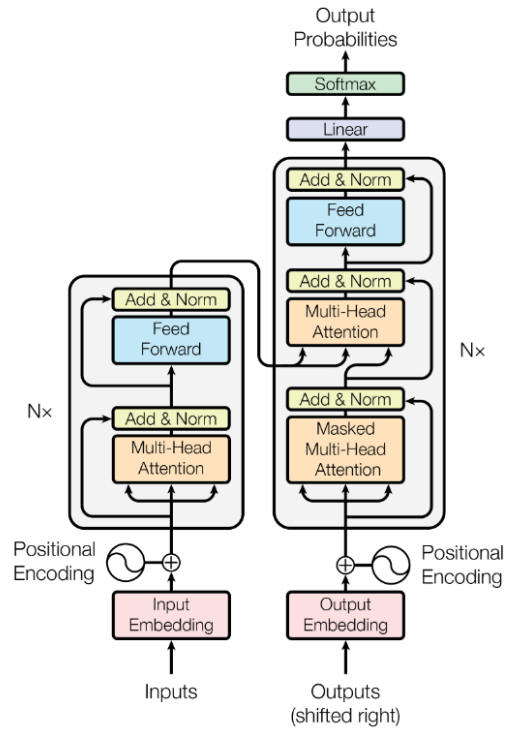 Output
Probabilities
Softmax
Linear
Add & Norm
Feed
Forward
Add & Norm
Multi-Head
Attention
Add & Norm
Masked
Multi-Head
Attention
N×
Add & Norm
Feed
Forward
Add & Norm
Multi-Head
Attention
N×
Positional
Encoding
Positional
Encoding
Input
Embedding
Output
Embedding
Inputs
Outputs
(shifted right)